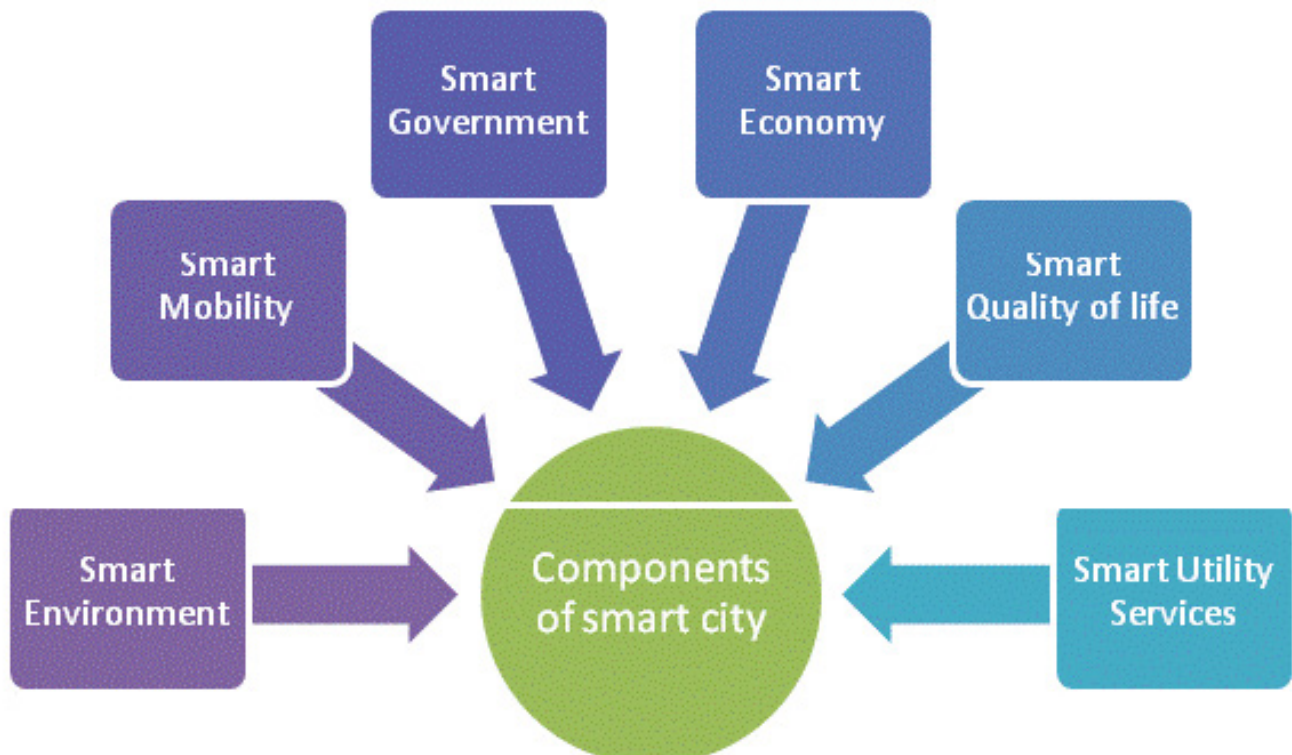 Smart
Government
Smart
Economy
Smart
Mobility
Smart
Quality of life
Smart
Environment
Components
of smart city
Smart Utility
Services